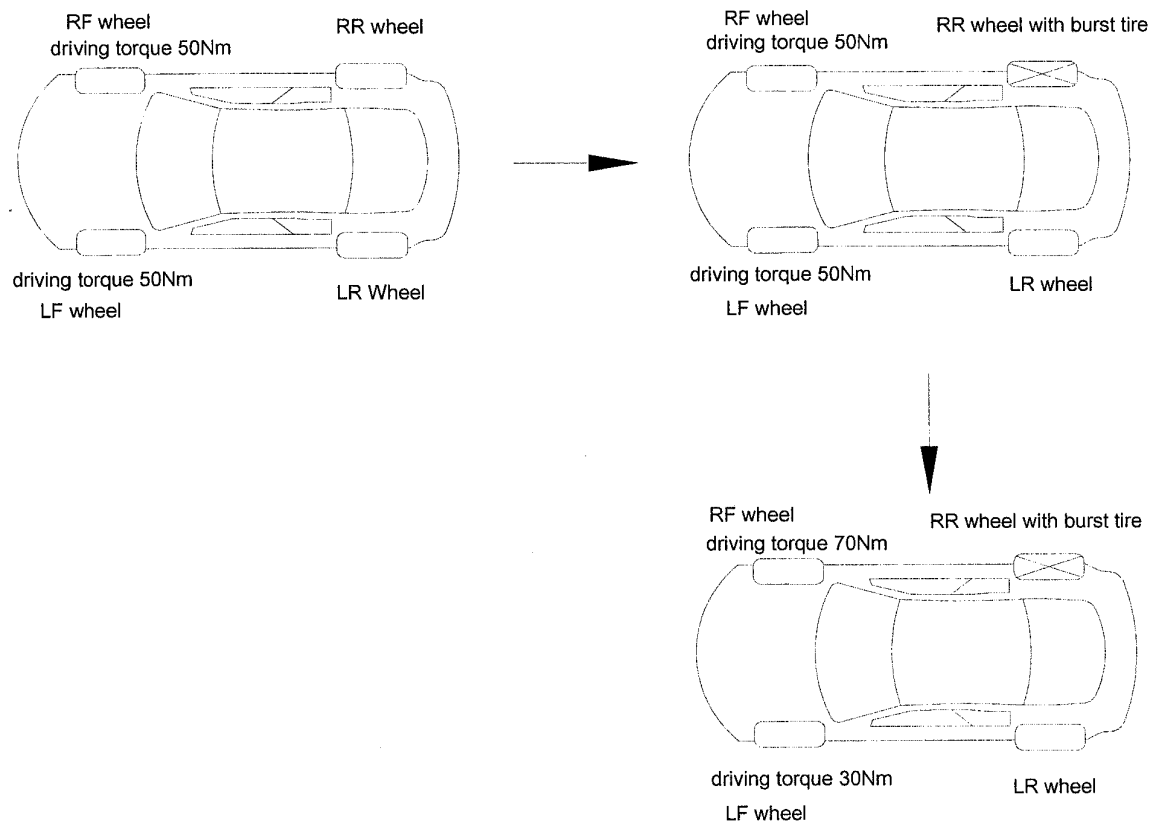 RF wheel
driving torque 50Nm
RR wheel
driving torque 50Nm
LF wheel
LR Wheel
RF wheel
driving torque 50Nm
RR wheel with burst tire
driving torque 50Nm
LF wheel
LR wheel
RF wheel
driving torque 70Nm
RR wheel with burst tire
driving torque 30Nm
LF wheel
LR wheel